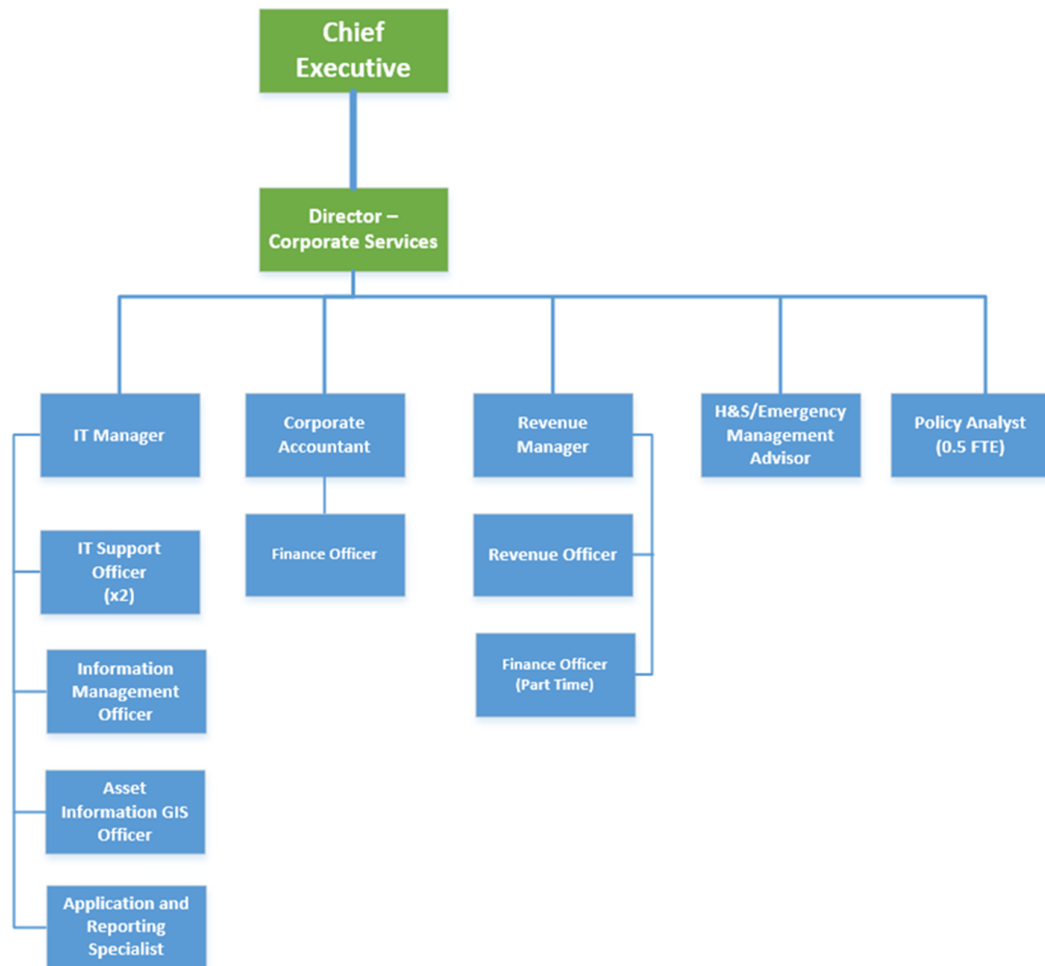 Chief
Executive
Director –
Corporate Services
IT Manager
Corporate
Accountant
Revenue
Manager
H&S/Emergency
Management
Advisor
Policy Analyst
(0.5 FTE)
IT Support
Officer
(x2)
Finance Officer
Revenue Officer
Information
Management
Officer
Finance Officer
(Part Time)
Asset
Information GIS
Officer
Application and
Reporting
Specialist